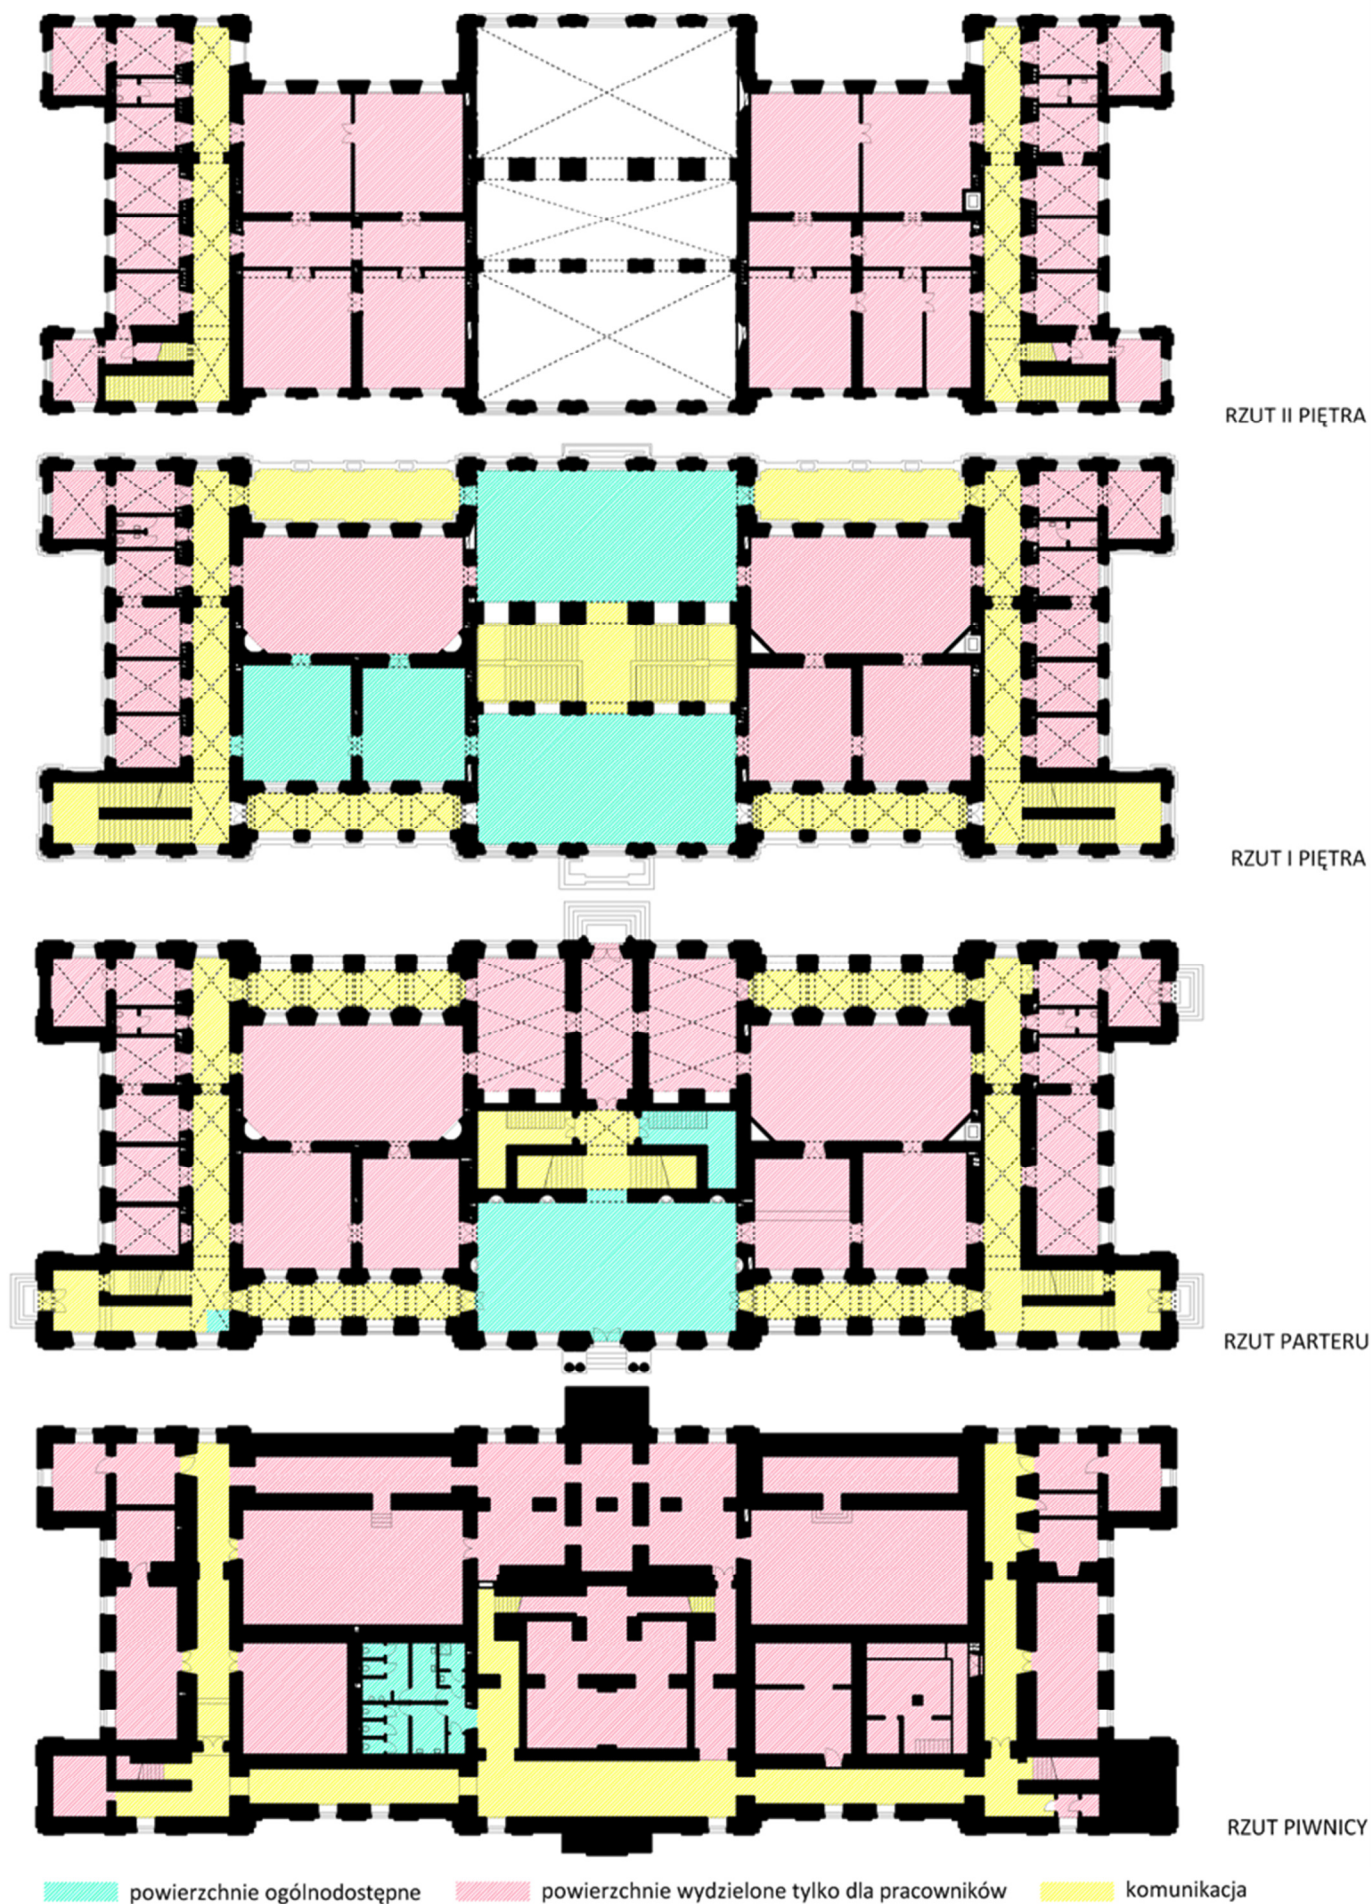 RZUT II PIĘTRA
RZUT I PIĘTRA
RZUT PARTERU
RZUT PIWNICY
powierzchnie ogólnodostępne powierzchnie wydzielone tylko dla pracowników komunikacja